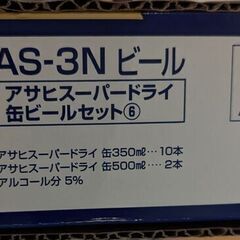 AS-3N ビール
アサヒスーパードライ
缶ビールセット⑥
アサヒスーパードライ 缶350㎖…10本
アサヒスーパードライ 缶500㎖…2本
アルコール分 5%